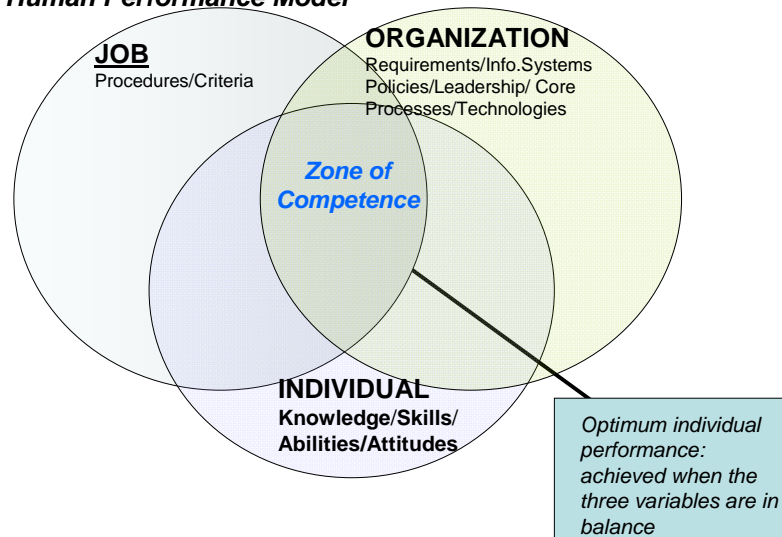 Human Performance Model
JOB
Procedures/Criteria
ORGANIZATION
Requirements/Info.Systems
Policies/Leadership/ Core
Processes/Technologies
Zone of
Competence
INDIVIDUAL
Knowledge/Skills/
Abilities/Attitudes
Optimum individual
performance:
achieved when the
three variables are in
balance